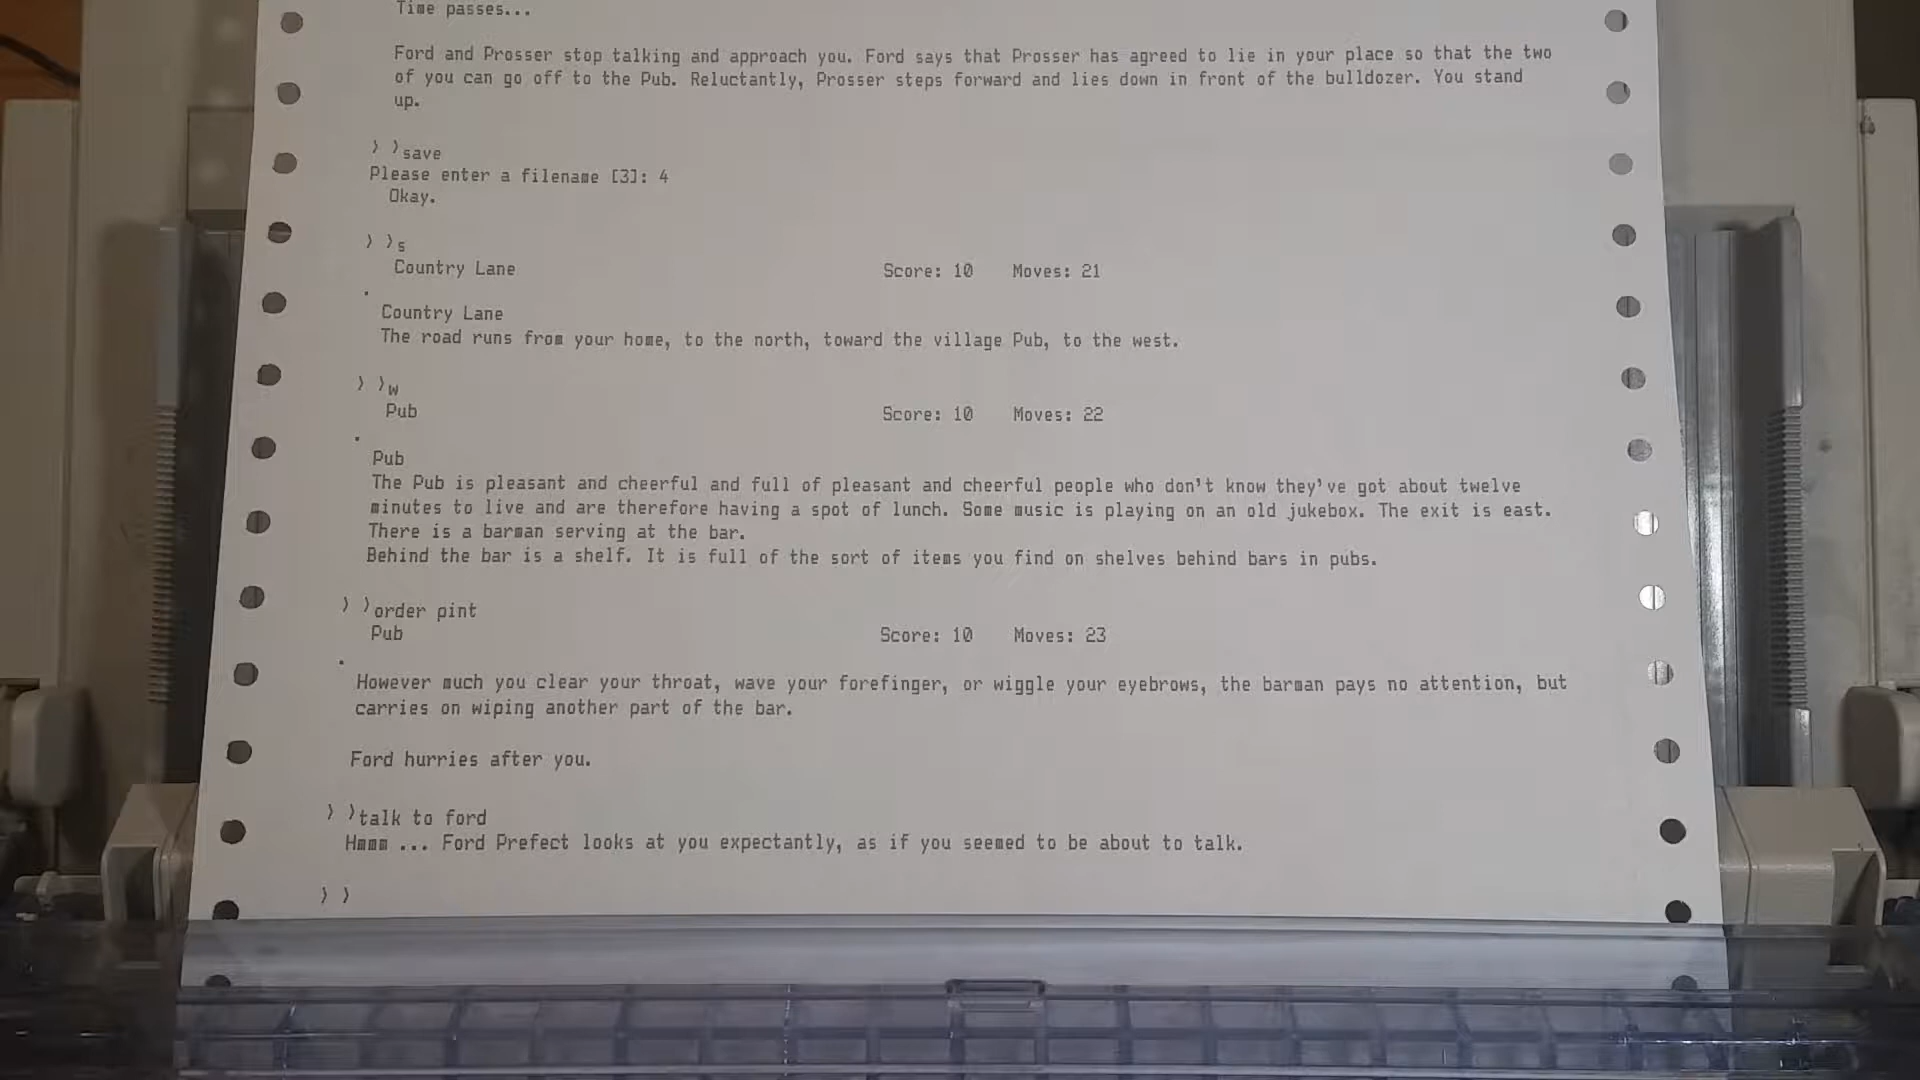 Time passes...
Ford and Prosser stop talking and approach you. Ford says that Prosser has agreed to lie in your place so that the two
of you can go off to the Pub. Reluctantly, Prosser steps forward and lies down in front of the bulldozer. You stand
up.
> >save
Please enter a filename [3]: 4
Okay.
> >s
Country Lane Score: 10 Moves: 21
.
Country Lane
The road runs from your home, to the north, toward the village Pub, to the west.
> >w
Pub Score: 10 Moves: 22
.
Pub
The Pub is pleasant and cheerful and full of pleasant and cheerful people who don't know they've got about twelve
minutes to live and are therefore having a spot of lunch. Some music is playing on an old jukebox. The exit is east.
There is a barman serving at the bar.
Behind the bar is a shelf. It is full of the sort of items you find on shelves behind bars in pubs.
> >order pint
Pub Score: 10 Moves: 23
.
However much you clear your throat, wave your forefinger, or wiggle your eyebrows, the barman pays no attention, but
carries on wiping another part of the bar.
Ford hurries after you.
> >talk to ford
Hmmm ... Ford Prefect looks at you expectantly, as if you seemed to be about to talk.
> >